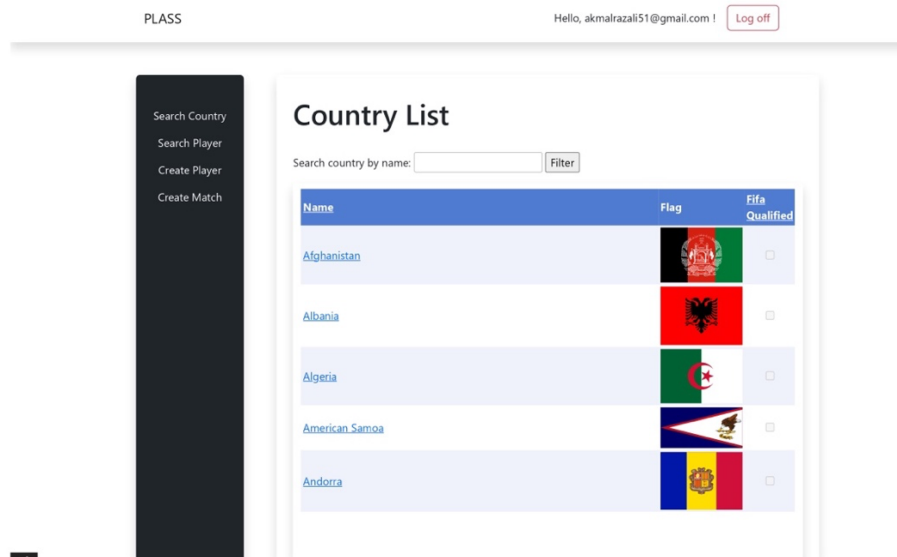 PLASS
Hello, akmalrazali51@gmail.com !
Log off
Search Country
Search Player
Create Player
Create Match
Country List
Search country by name:
Filter
Name
Flag
Fifa
Qualified
Afghanistan
Albania
Algeria
American Samoa
Andorra